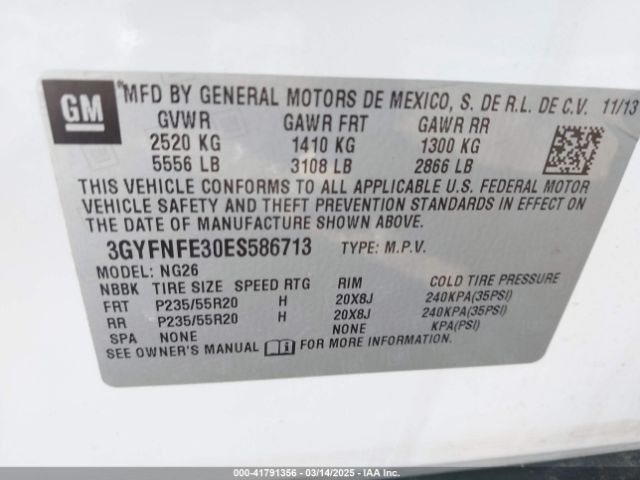 GM
®MFD BY GENERAL MOTORS DE MEXICO, S. DE R.L. DE C.V. 11/13
GVWR GAWR FRT GAWR RR
2520 KG 1410 KG 1300 KG
5556 LB 3108 LB 2866 LB
THIS VEHICLE CONFORMS TO ALL APPLICABLE U.S. FEDERAL MOTOR
VEHICLE SAFETY AND THEFT PREVENTION STANDARDS IN EFFECT ON
THE DATE OF MANUFACTURE SHOWN ABOVE.
3GYFNFE30ES586713 TYPE: M.P.V.
MODEL: NG26
NBBK TIRE SIZE SPEED RTG RIM COLD TIRE PRESSURE
FRT P235/55R20 H 20X8J 240KPA(35PSI)
RR P235/55R20 H 20X8J 240KPA(35PSI)
SPA NONE NONE KPA(PSI)
SEE OWNER'S MANUAL FOR MORE INFORMATION.
000-41791356 — 03/14/2025 — IAAI.com